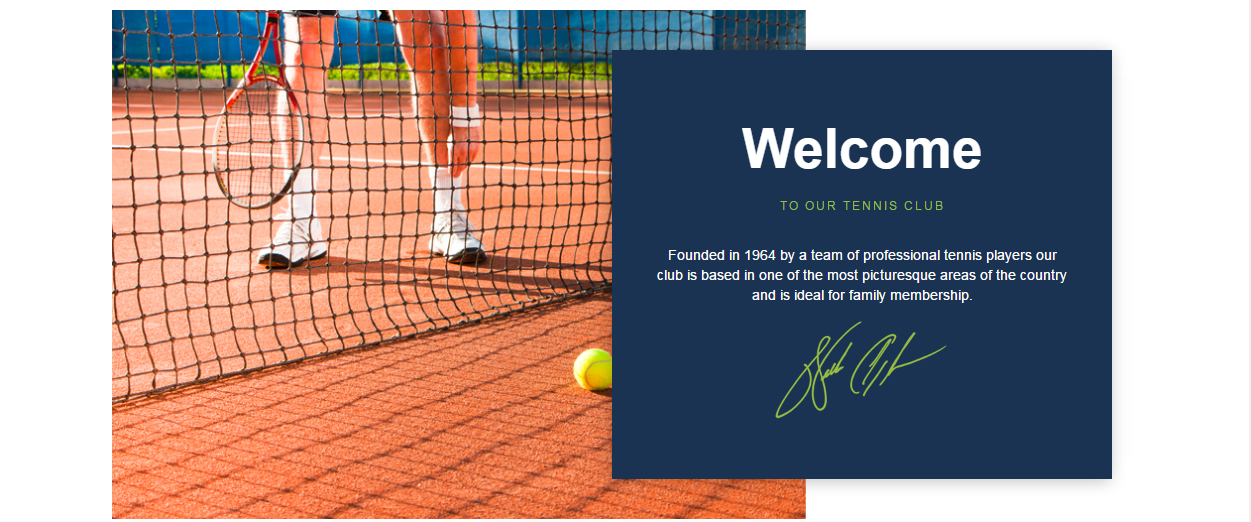 Welcome
TO OUR TENNIS CLUB
Founded in 1964 by a team of professional tennis players our
club is based in one of the most picturesque areas of the country
and is ideal for family membership.